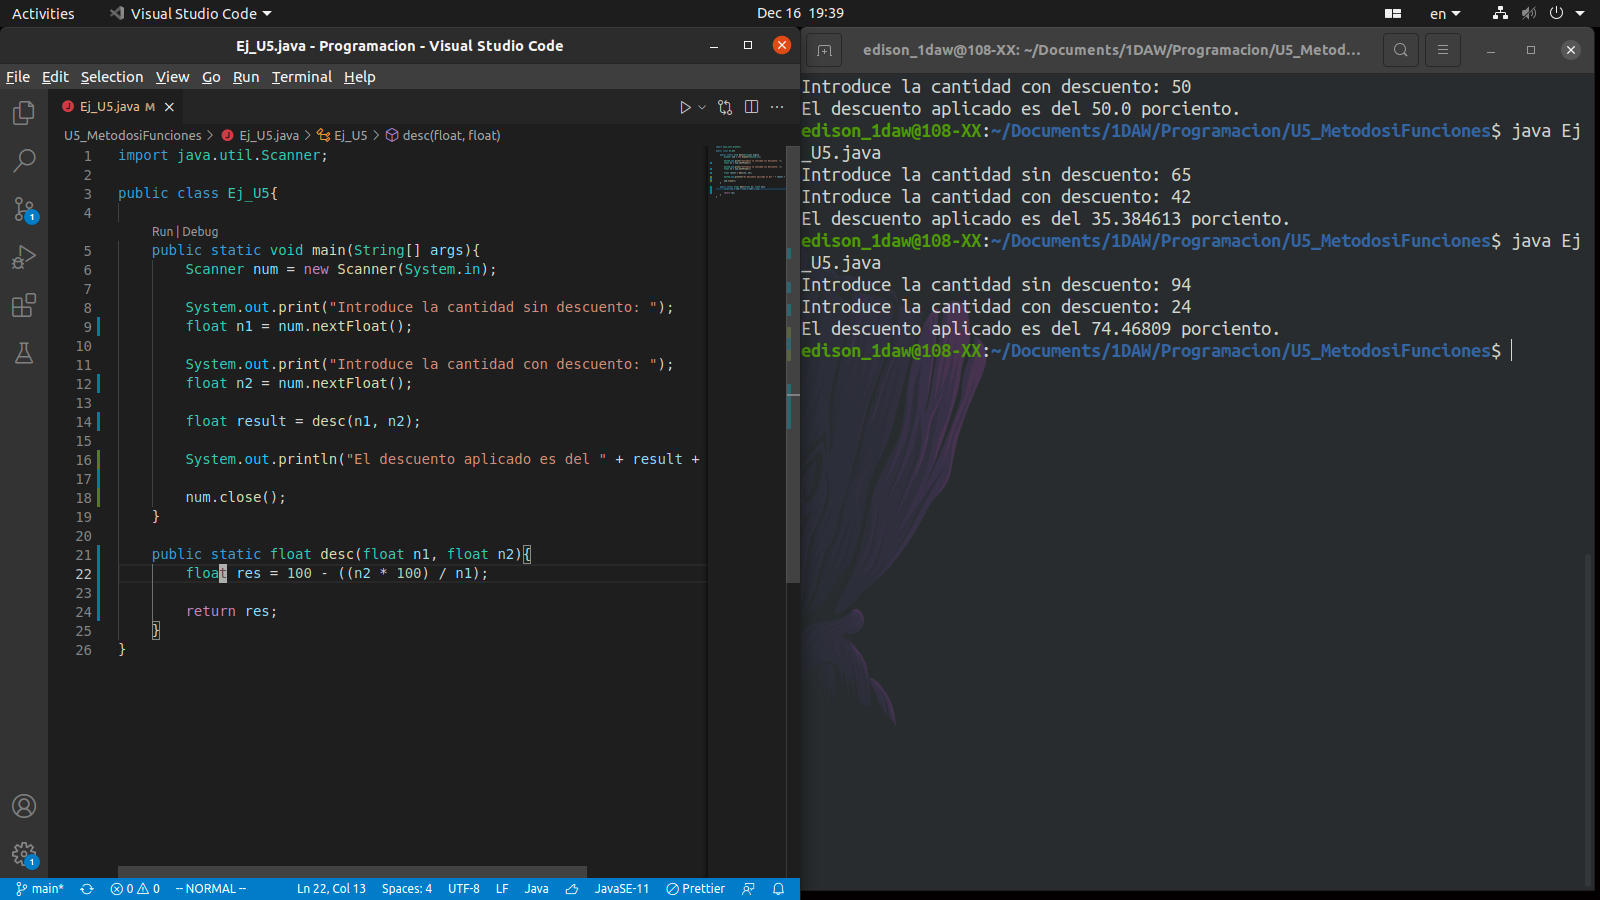 Activities Visual Studio Code Dec 16 19:39 en
Ej_U5.java - Programacion - Visual Studio Code
File Edit Selection View Go Run Terminal Help
Ej_U5.java M
U5_MetodosiFunciones > Ej_U5.java > Ej_U5 > desc(float, float)
1 import java.util.Scanner;
2
3 public class Ej_U5{
4
Run | Debug
5 public static void main(String[] args){
6 Scanner num = new Scanner(System.in);
7
8 System.out.print("Introduce la cantidad sin descuento: ");
9 float n1 = num.nextFloat();
10
11 System.out.print("Introduce la cantidad con descuento: ");
12 float n2 = num.nextFloat();
13
14 float result = desc(n1, n2);
15
16 System.out.println("El descuento aplicado es del " + result +
17
18 num.close();
19 }
20
21 public static float desc(float n1, float n2){
22 float res = 100 - ((n2 * 100) / n1);
23
24 return res;
25 }
26 }
1
1
main* 0 0 -- NORMAL -- Ln 22, Col 13 Spaces: 4 UTF-8 LF Java JavaSE-11 Prettier
edison_1daw@108-XX: ~/Documents/1DAW/Programacion/U5_Metod...
Introduce la cantidad con descuento: 50
El descuento aplicado es del 50.0 porciento.
edison_1daw@108-XX:~/Documents/1DAW/Programacion/U5_MetodosiFunciones$ java Ej
_U5.java
Introduce la cantidad sin descuento: 65
Introduce la cantidad con descuento: 42
El descuento aplicado es del 35.384613 porciento.
edison_1daw@108-XX:~/Documents/1DAW/Programacion/U5_MetodosiFunciones$ java Ej
_U5.java
Introduce la cantidad sin descuento: 94
Introduce la cantidad con descuento: 24
El descuento aplicado es del 74.46809 porciento.
edison_1daw@108-XX:~/Documents/1DAW/Programacion/U5_MetodosiFunciones$